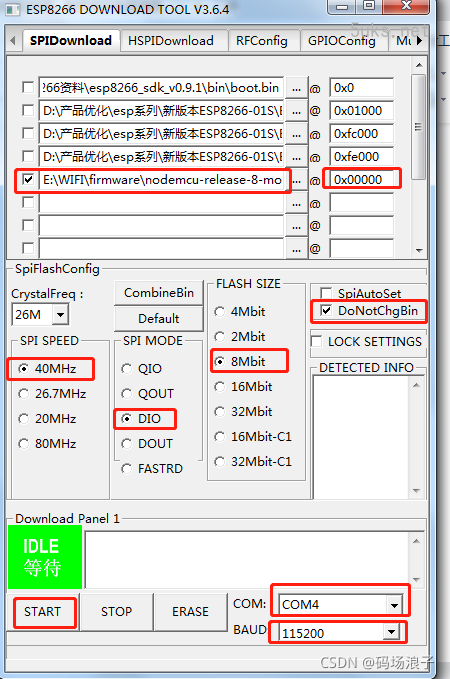 ESP8266 DOWNLOAD TOOL V3.6.4
SPIDownload HSPIDownload RFConfig GPIOConfig
?66资料\esp8266_sdk_v0.9.1\bin\boot.bin ... @ 0x0
D:\产品优化\esp系列\新版本ESP8266-01S\E ... @ 0x01000
D:\产品优化\esp系列\新版本ESP8266-01S\E ... @ 0xfc000
D:\产品优化\esp系列\新版本ESP8266-01S\E ... @ 0xfe000
E:\WIFI\firmware\nodemcu-release-8-mo ... @ 0x00000
... @
... @
... @
SpiFlashConfig
CrystalFreq :
26M
CombineBin
Default
SPI SPEED
40MHz
26.7MHz
20MHz
80MHz
SPI MODE
QIO
QOUT
DIO
DOUT
FASTRD
FLASH SIZE
4Mbit
2Mbit
8Mbit
16Mbit
32Mbit
16Mbit-C1
32Mbit-C1
SpiAutoSet
DoNotChgBin
LOCK SETTINGS
DETECTED INFO
Download Panel 1
IDLE
等待
START STOP ERASE
COM: COM4
BAUD: 115200
CSDN @码场浪子